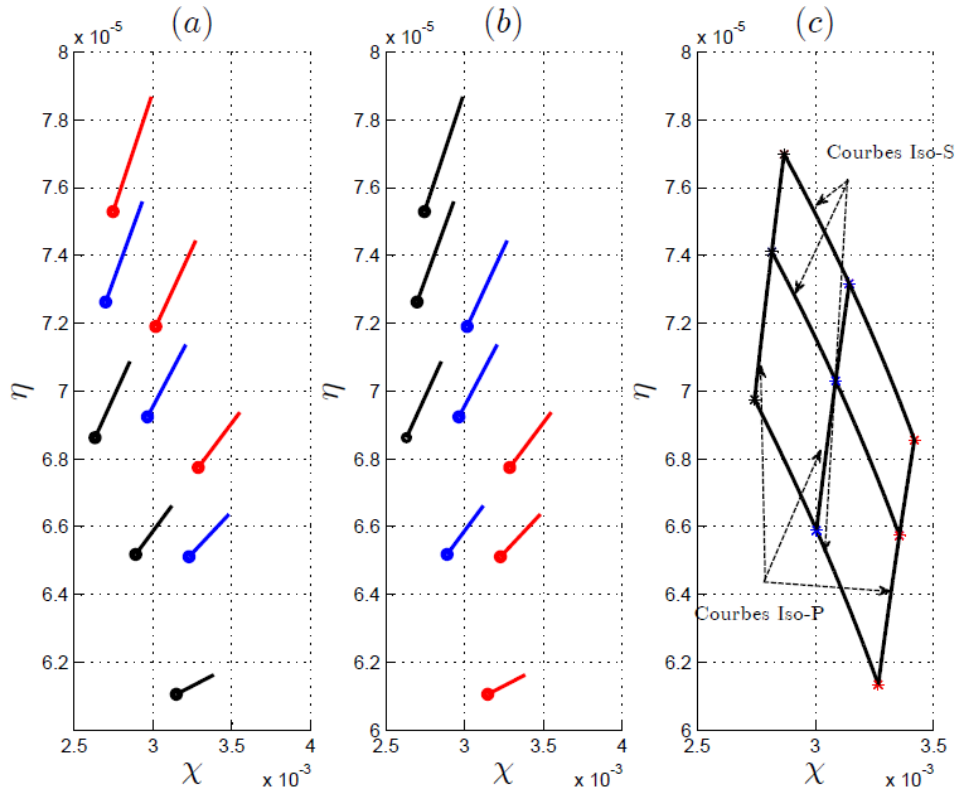 (a)
(b)
(c)
x 10⁻⁵
x 10⁻⁵
x 10⁻⁵
8
7.8
7.6
7.4
7.2
7
6.8
6.6
6.4
6.2
η
2.5
3
3.5
4
χ
x 10⁻³
8
7.8
7.6
7.4
7.2
7
6.8
6.6
6.4
6.2
6
η
2.5
3
3.5
4
χ
x 10⁻³
8
7.8
7.6
7.4
7.2
7
6.8
6.6
6.4
6.2
6
η
Courbes Iso-S
Courbes Iso-P
2.5
3
3.5
χ
x 10⁻³